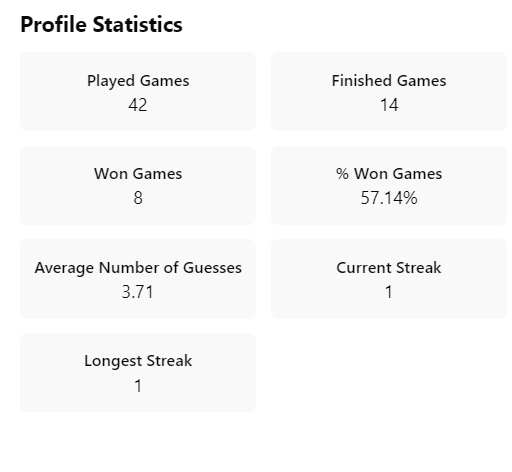 Profile Statistics
Played Games
42
Finished Games
14
Won Games
8
% Won Games
57.14%
Average Number of Guesses
3.71
Current Streak
1
Longest Streak
1